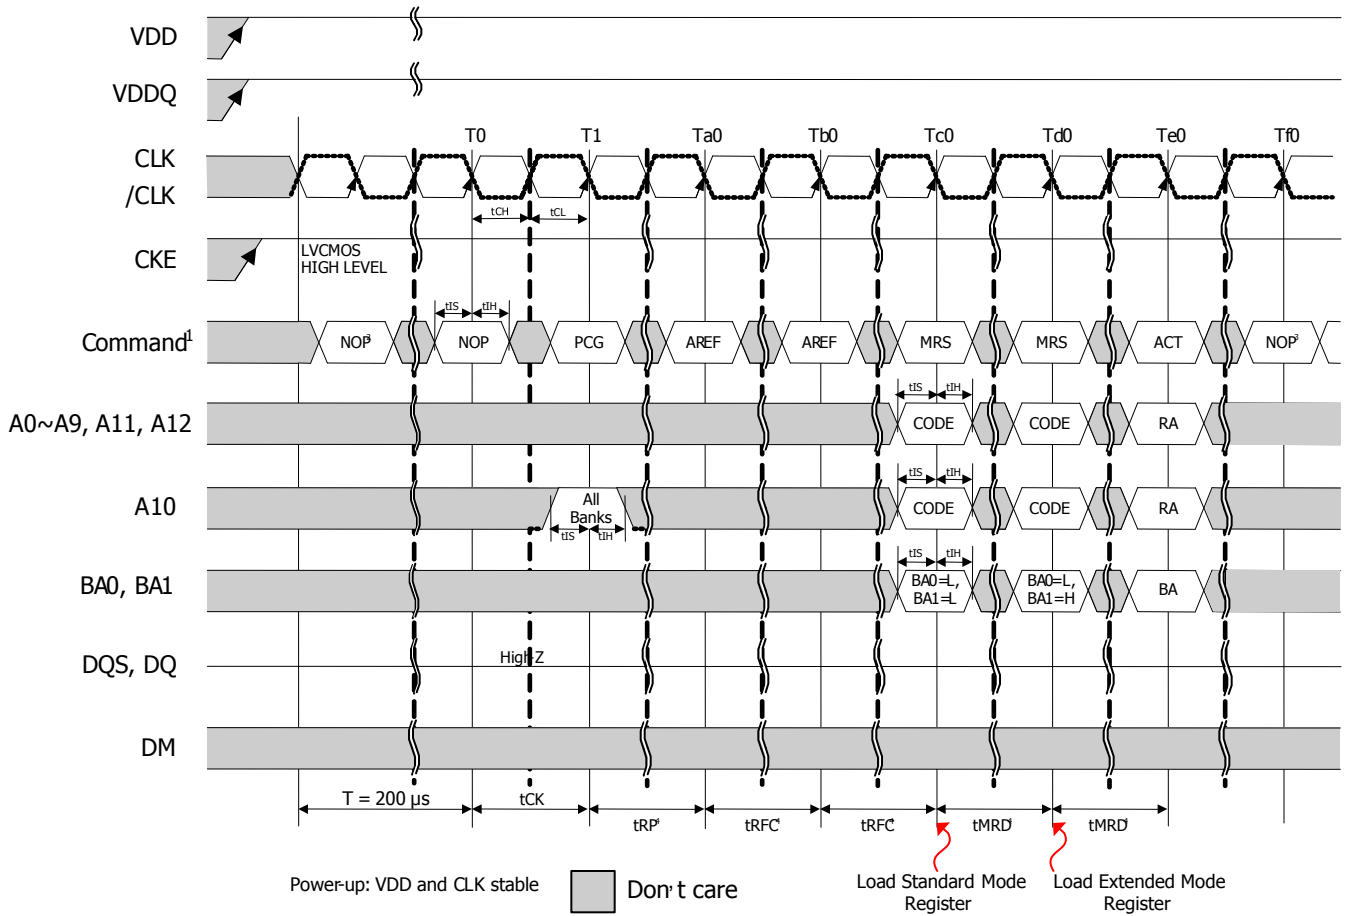 VDD
VDDQ
T0 T1 Ta0 Tb0 Tc0 Td0 Te0 Tf0
CLK
/CLK
tCH tCL
CKE
LVCMOS
HIGH LEVEL
tIS tIH
Command1
NOP3 NOP PCG AREF AREF MRS MRS ACT NOP3
tIS tIH
A0~A9, A11, A12
CODE CODE RA
tIS tIH
A10
All
Banks
CODE CODE RA
tIS tIH
tIS tIH
BA0, BA1
BA0=L,
BA1=L
BA0=L,
BA1=H
BA
DQS, DQ
High-Z
DM
T = 200 µs
tCK
tRP4 tRFC4 tRFC4 tMRD4 tMRD4
Power-up: VDD and CLK stable
Don't care
Load Standard Mode
Register
Load Extended Mode
Register